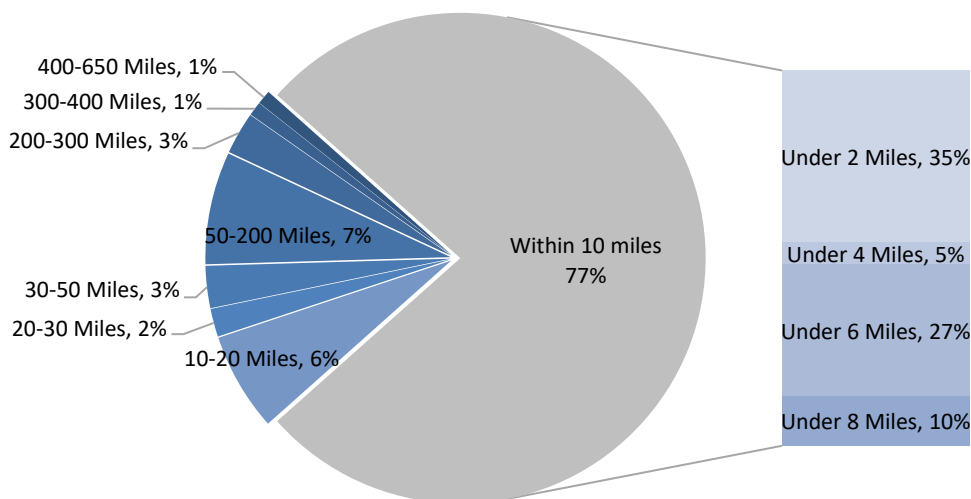 400-650 Miles, 1%
300-400 Miles, 1%
200-300 Miles, 3%
50-200 Miles, 7%
30-50 Miles, 3%
20-30 Miles, 2%
10-20 Miles, 6%
Within 10 miles
77%
Under 2 Miles, 35%
Under 4 Miles, 5%
Under 6 Miles, 27%
Under 8 Miles, 10%